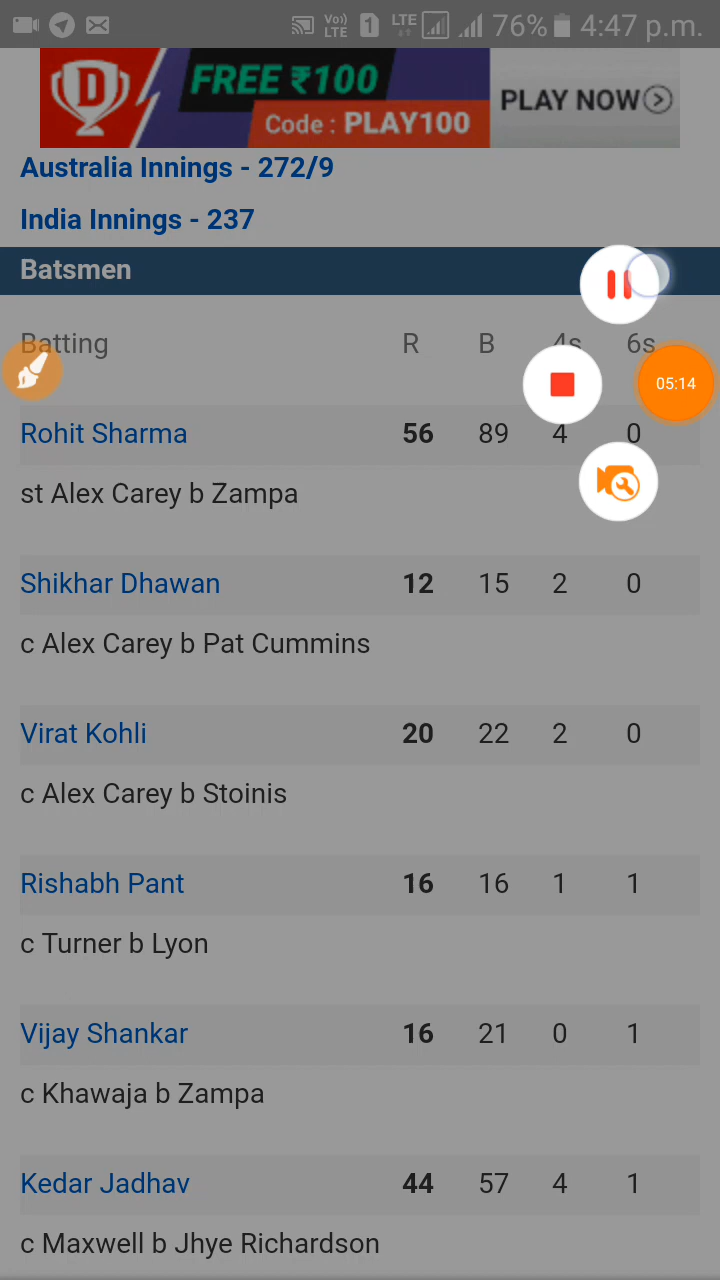 1 Vo)) LTE LTE 76% 4:47 p.m.
D FREE ₹100 PLAY NOW
Code : PLAY100
Australia Innings - 272/9
India Innings - 237
Batsmen
Batting R B 4s 6s
05:14
Rohit Sharma 56 89 4 0
st Alex Carey b Zampa
Shikhar Dhawan 12 15 2 0
c Alex Carey b Pat Cummins
Virat Kohli 20 22 2 0
c Alex Carey b Stoinis
Rishabh Pant 16 16 1 1
c Turner b Lyon
Vijay Shankar 16 21 0 1
c Khawaja b Zampa
Kedar Jadhav 44 57 4 1
c Maxwell b Jhye Richardson